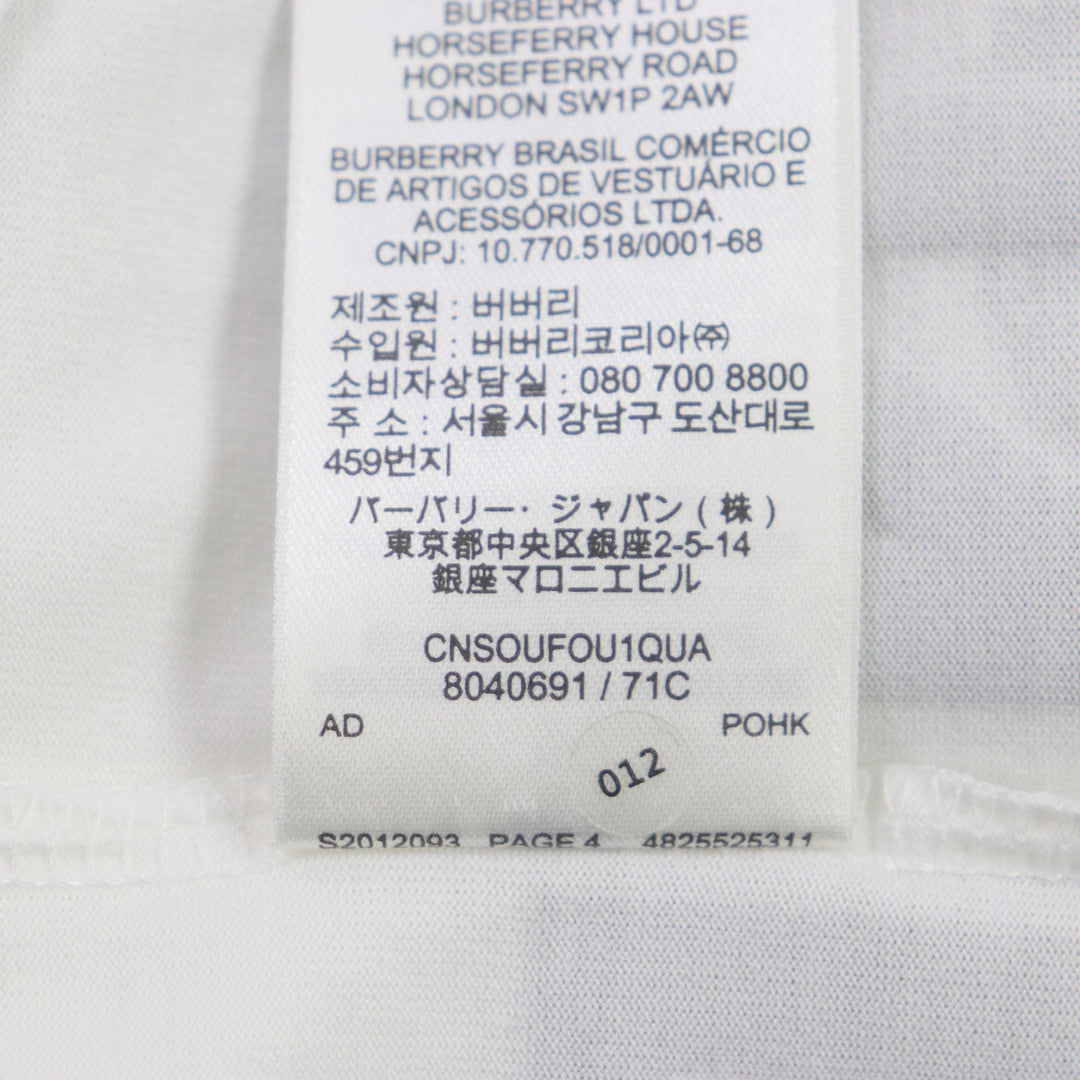 BURBERRY LTD
HORSEFERRY HOUSE
HORSEFERRY ROAD
LONDON SW1P 2AW
BURBERRY BRASIL COMÉRCIO
DE ARTIGOS DE VESTUÁRIO E
ACESSÓRIOS LTDA.
CNPJ: 10.770.518/0001-68
제조원 : 버버리
수입원 : 버버리코리아㈜
소비자상담실 : 080 700 8800
주 소 : 서울시 강남구 도산대로
459번지
バーバリー・ジャパン ( 株 )
東京都中央区銀座2-5-14
銀座マロニエビル
CNSOUFOU1QUA
8040691 / 71C
AD POHK
012
S2012093 PAGE 4 4825525311